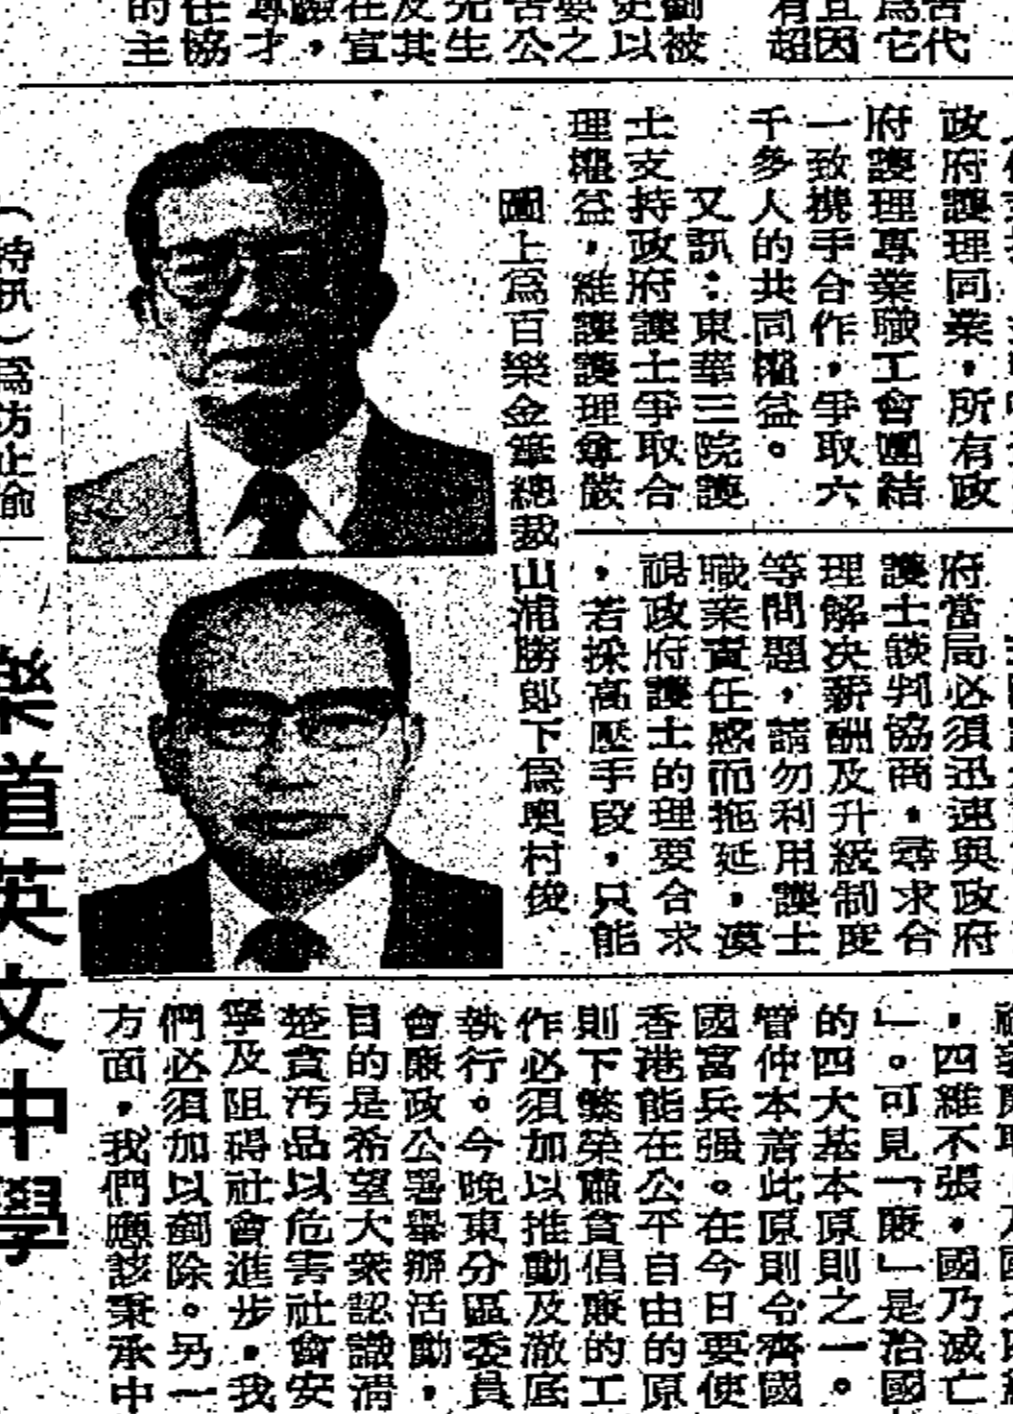 被代
以它
之因
公超
生
其
宣
，
才
協
主
政府護理同業，所有政
府護理專業職工會團結
一致携手合作，爭取六
千多人的共同權益。
又訊：東華三院護
士支持政府護士爭取合
理權益，維護護理尊嚴
圖上爲百樂金筆總裁山浦勝郎下爲奥村俊
府當局必須迅速與政府
護士談判協商，尋求合
理解决薪酬及升級制度
等問題，請勿利用護士
職業責任感而拖延，漠
視政府護士的理要合求
，若採高壓手段，只能
，四維不張，國乃滅亡
」。可見「廉」是治國
的四大基本原則之一。
管仲本着此原則令齊國
國富兵强。在今日要使
香港能在公平自由的原
則下繁榮肅貪倡廉的工
作必須加以推動及澈底
執行。今晚東分區委員
會廉政公署舉辦活動，
目的是希望大衆認識淸
楚貪汚品以危害社會安
寧及阻碍社會進步，我
們必須加以剷除。另一
方面，我們應該秉承中
（特訊）爲防止偷
樂道英文中學